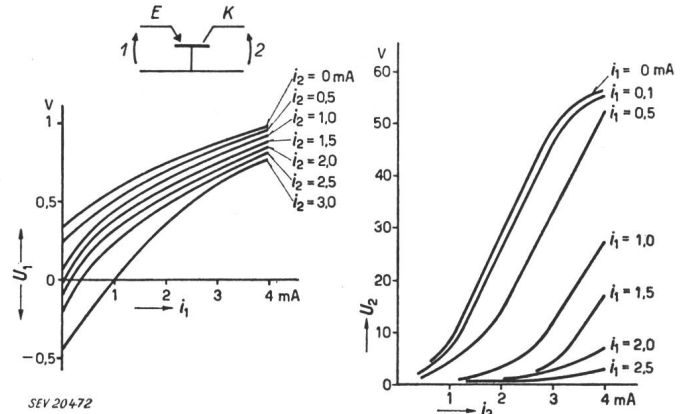 E K
1 2
V
1
0,5
0
−0,5
U₁
i₂ = 0 mA
i₂ = 0,5
i₂ = 1,0
i₂ = 1,5
i₂ = 2,0
i₂ = 2,5
i₂ = 3,0
1 2 3 4 mA
i₁
V
60
50
40
30
20
10
0
U₂
i₁ = 0 mA
i₁ = 0,1
i₁ = 0,5
i₁ = 1,0
i₁ = 1,5
i₁ = 2,0
i₁ = 2,5
1 2 3 4 mA
i₂
SEV 20472